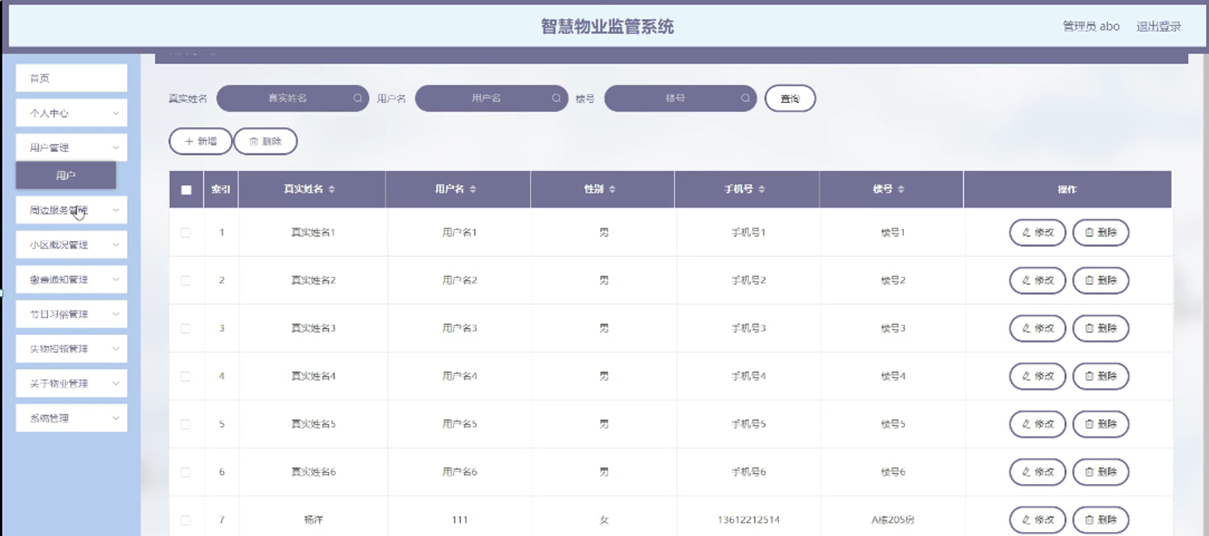 智慧物业监管系统
管理员 abo 退出登录
首页
个人中心
用户管理
用户
周边服务管理
小区概况管理
缴费通知管理
节日习俗管理
失物招领管理
关于物业管理
系统管理
真实姓名 真实姓名 用户名 用户名 楼号 楼号 查询
+ 新增 删除
索引 真实姓名 用户名 性别 手机号 楼号 操作
1 真实姓名1 用户名1 男 手机号1 楼号1 修改 删除
2 真实姓名2 用户名2 男 手机号2 楼号2 修改 删除
3 真实姓名3 用户名3 男 手机号3 楼号3 修改 删除
4 真实姓名4 用户名4 男 手机号4 楼号4 修改 删除
5 真实姓名5 用户名5 男 手机号5 楼号5 修改 删除
6 真实姓名6 用户名6 男 手机号6 楼号6 修改 删除
7 杨洋 111 女 13612212514 A栋205房 修改 删除